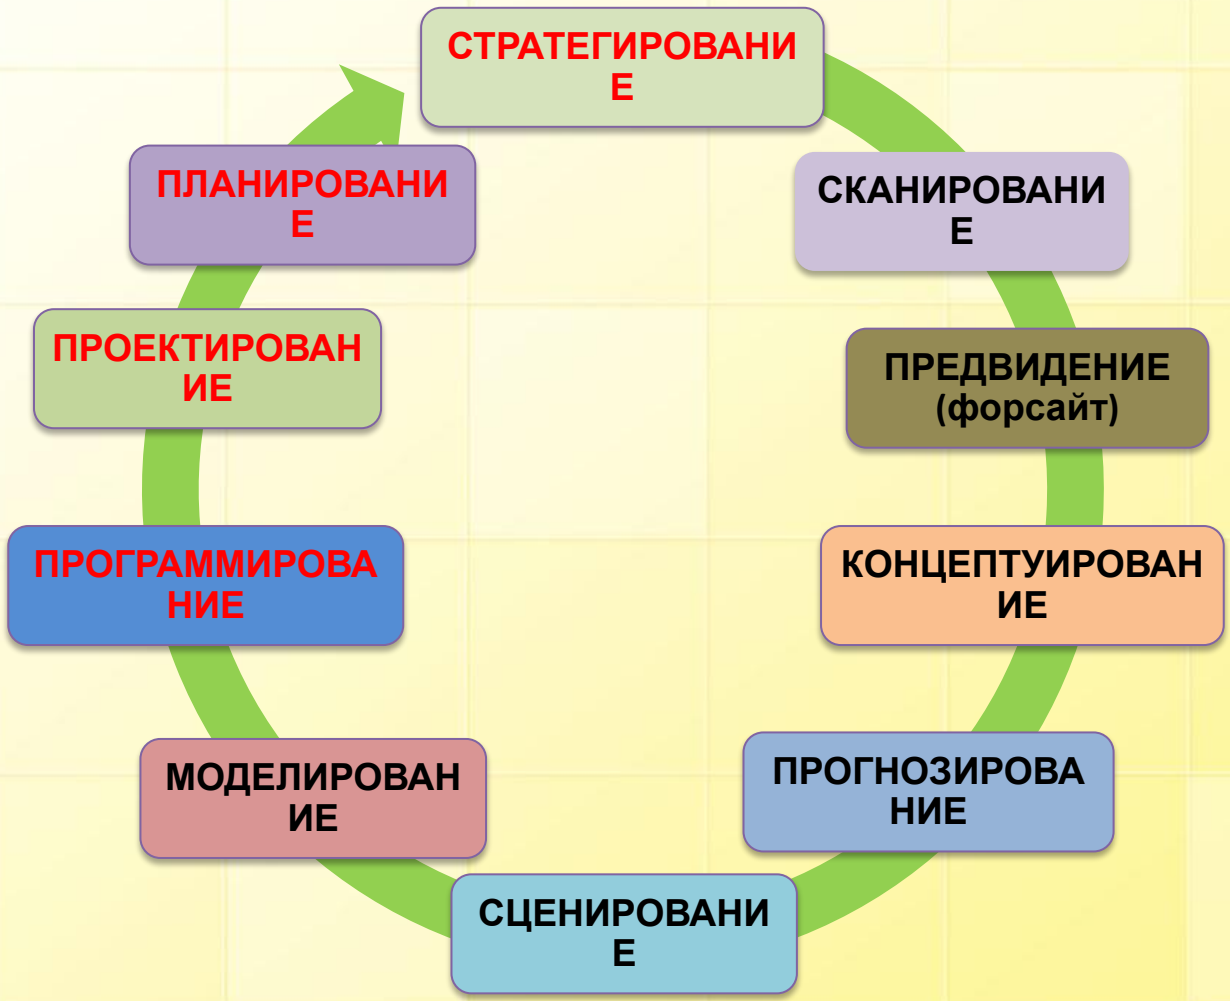 СТРАТЕГИРОВАНИ
Е
СКАНИРОВАНИ
Е
ПРЕДВИДЕНИЕ
(форсайт)
КОНЦЕПТУИРОВАН
ИЕ
ПРОГНОЗИРОВА
НИЕ
СЦЕНИРОВАНИ
Е
МОДЕЛИРОВАН
ИЕ
ПРОГРАММИРОВА
НИЕ
ПРОЕКТИРОВАН
ИЕ
ПЛАНИРОВАНИ
Е